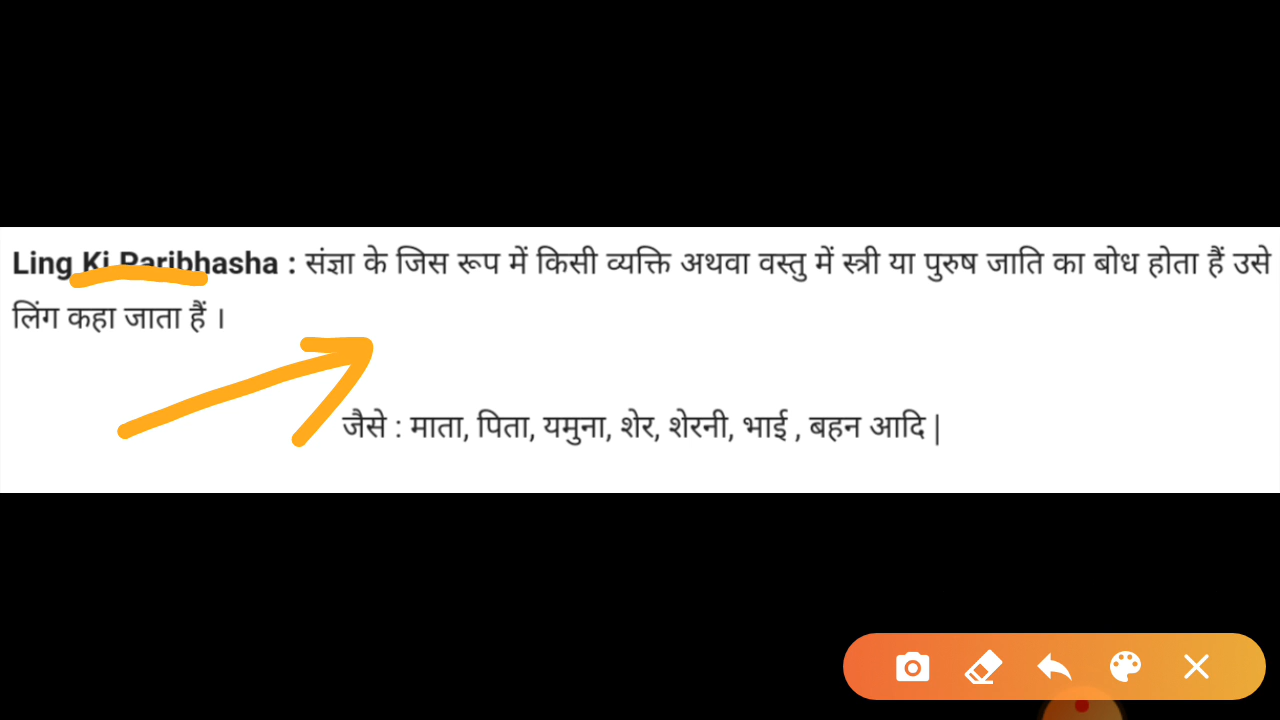 Ling Ki Paribhasha : संज्ञा के जिस रूप में किसी व्यक्ति अथवा वस्तु में स्त्री या पुरुष जाति का बोध होता हैं उसे
लिंग कहा जाता हैं ।
जैसे : माता, पिता, यमुना, शेर, शेरनी, भाई , बहन आदि |